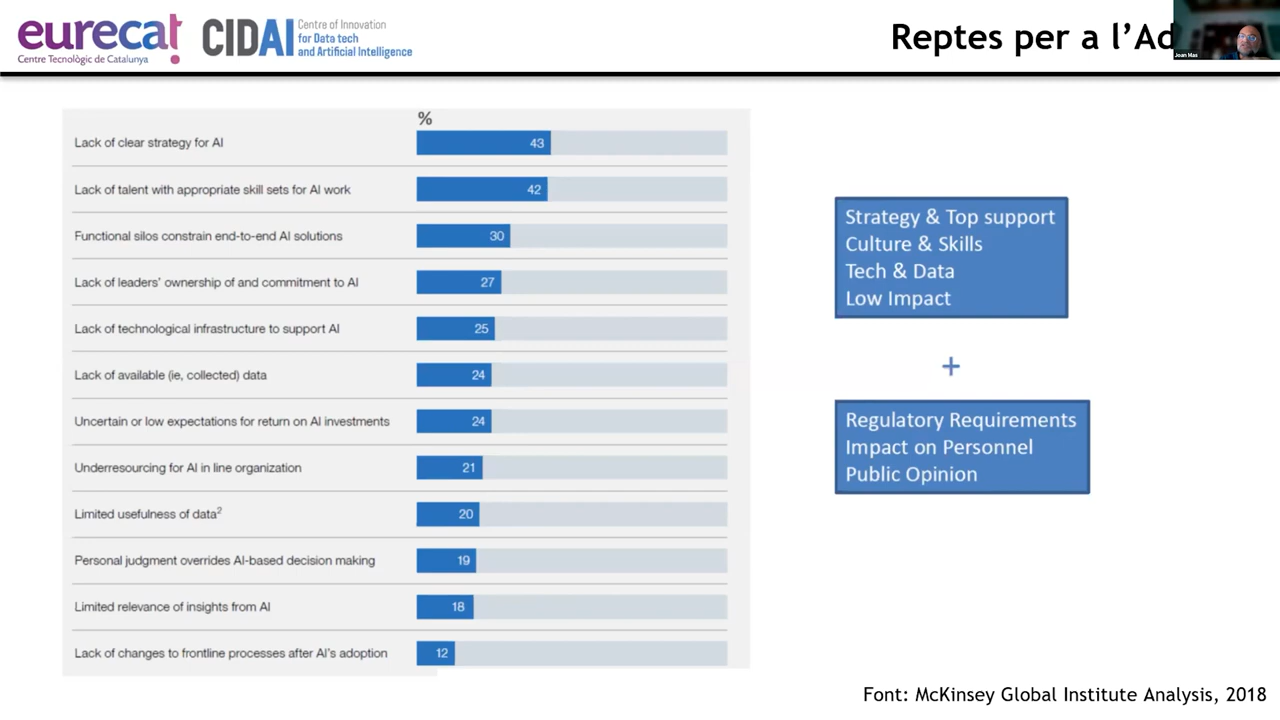 eurecat
Centre Tecnològic de Catalunya
CIDAI
Centre of Innovation
for Data tech
and Artificial Intelligence
Reptes per a l'Ad
Joan Mas
%
Lack of clear strategy for AI 43
Lack of talent with appropriate skill sets for AI work 42
Functional silos constrain end-to-end AI solutions 30
Lack of leaders' ownership of and commitment to AI 27
Lack of technological infrastructure to support AI 25
Lack of available (ie, collected) data 24
Uncertain or low expectations for return on AI investments 24
Underresourcing for AI in line organization 21
Limited usefulness of data² 20
Personal judgment overrides AI-based decision making 19
Limited relevance of insights from AI 18
Lack of changes to frontline processes after AI's adoption 12
Strategy & Top support
Culture & Skills
Tech & Data
Low Impact
+
Regulatory Requirements
Impact on Personnel
Public Opinion
Font: McKinsey Global Institute Analysis, 2018